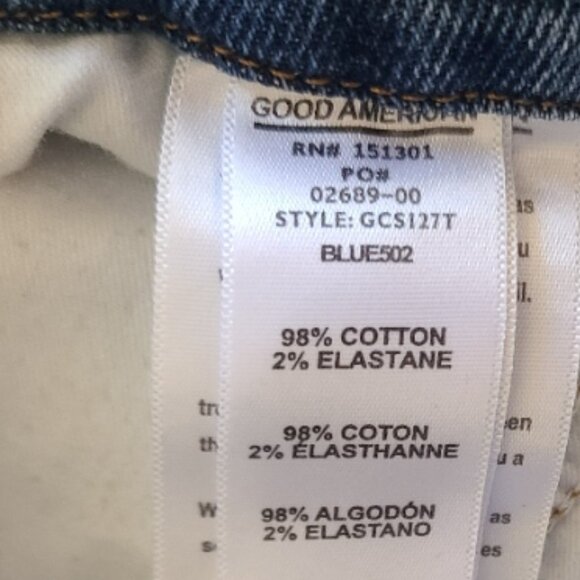 GOOD AMERICAN
RN# 151301
PO#
02689-00
STYLE: GCS127T
BLUE502
98% COTTON
2% ELASTANE
98% COTON
2% ÉLASTHANNE
98% ALGODÓN
2% ELASTANO